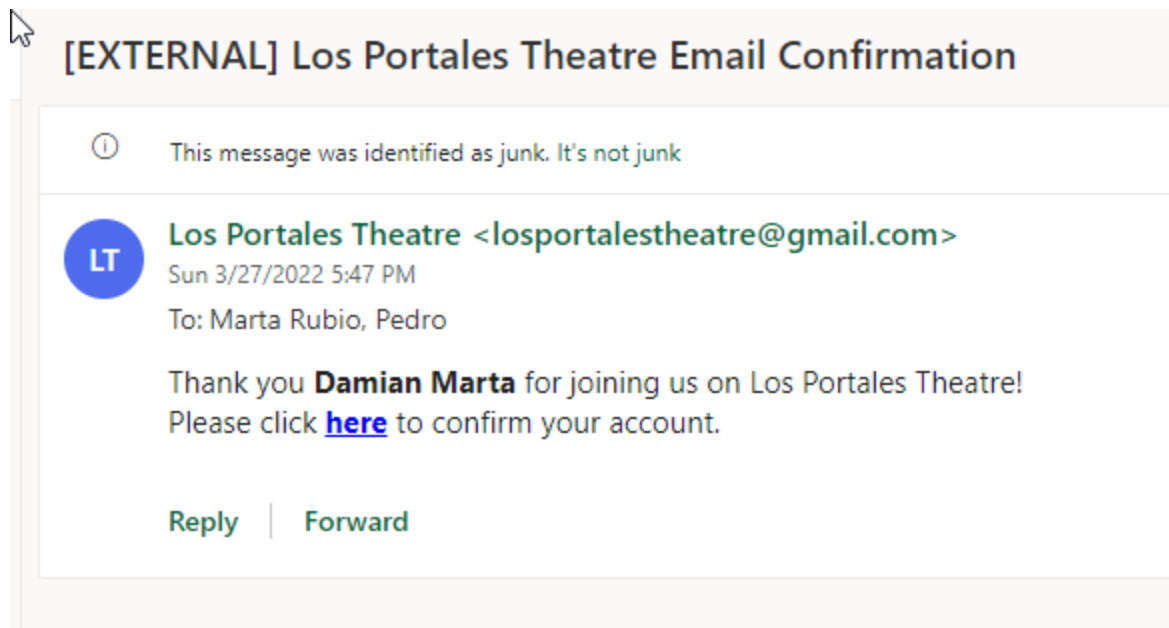 [EXTERNAL] Los Portales Theatre Email Confirmation
This message was identified as junk. It's not junk
LT
Los Portales Theatre <losportalestheatre@gmail.com>
Sun 3/27/2022 5:47 PM
To: Marta Rubio, Pedro
Thank you Damian Marta for joining us on Los Portales Theatre!
Please click here to confirm your account.
Reply Forward